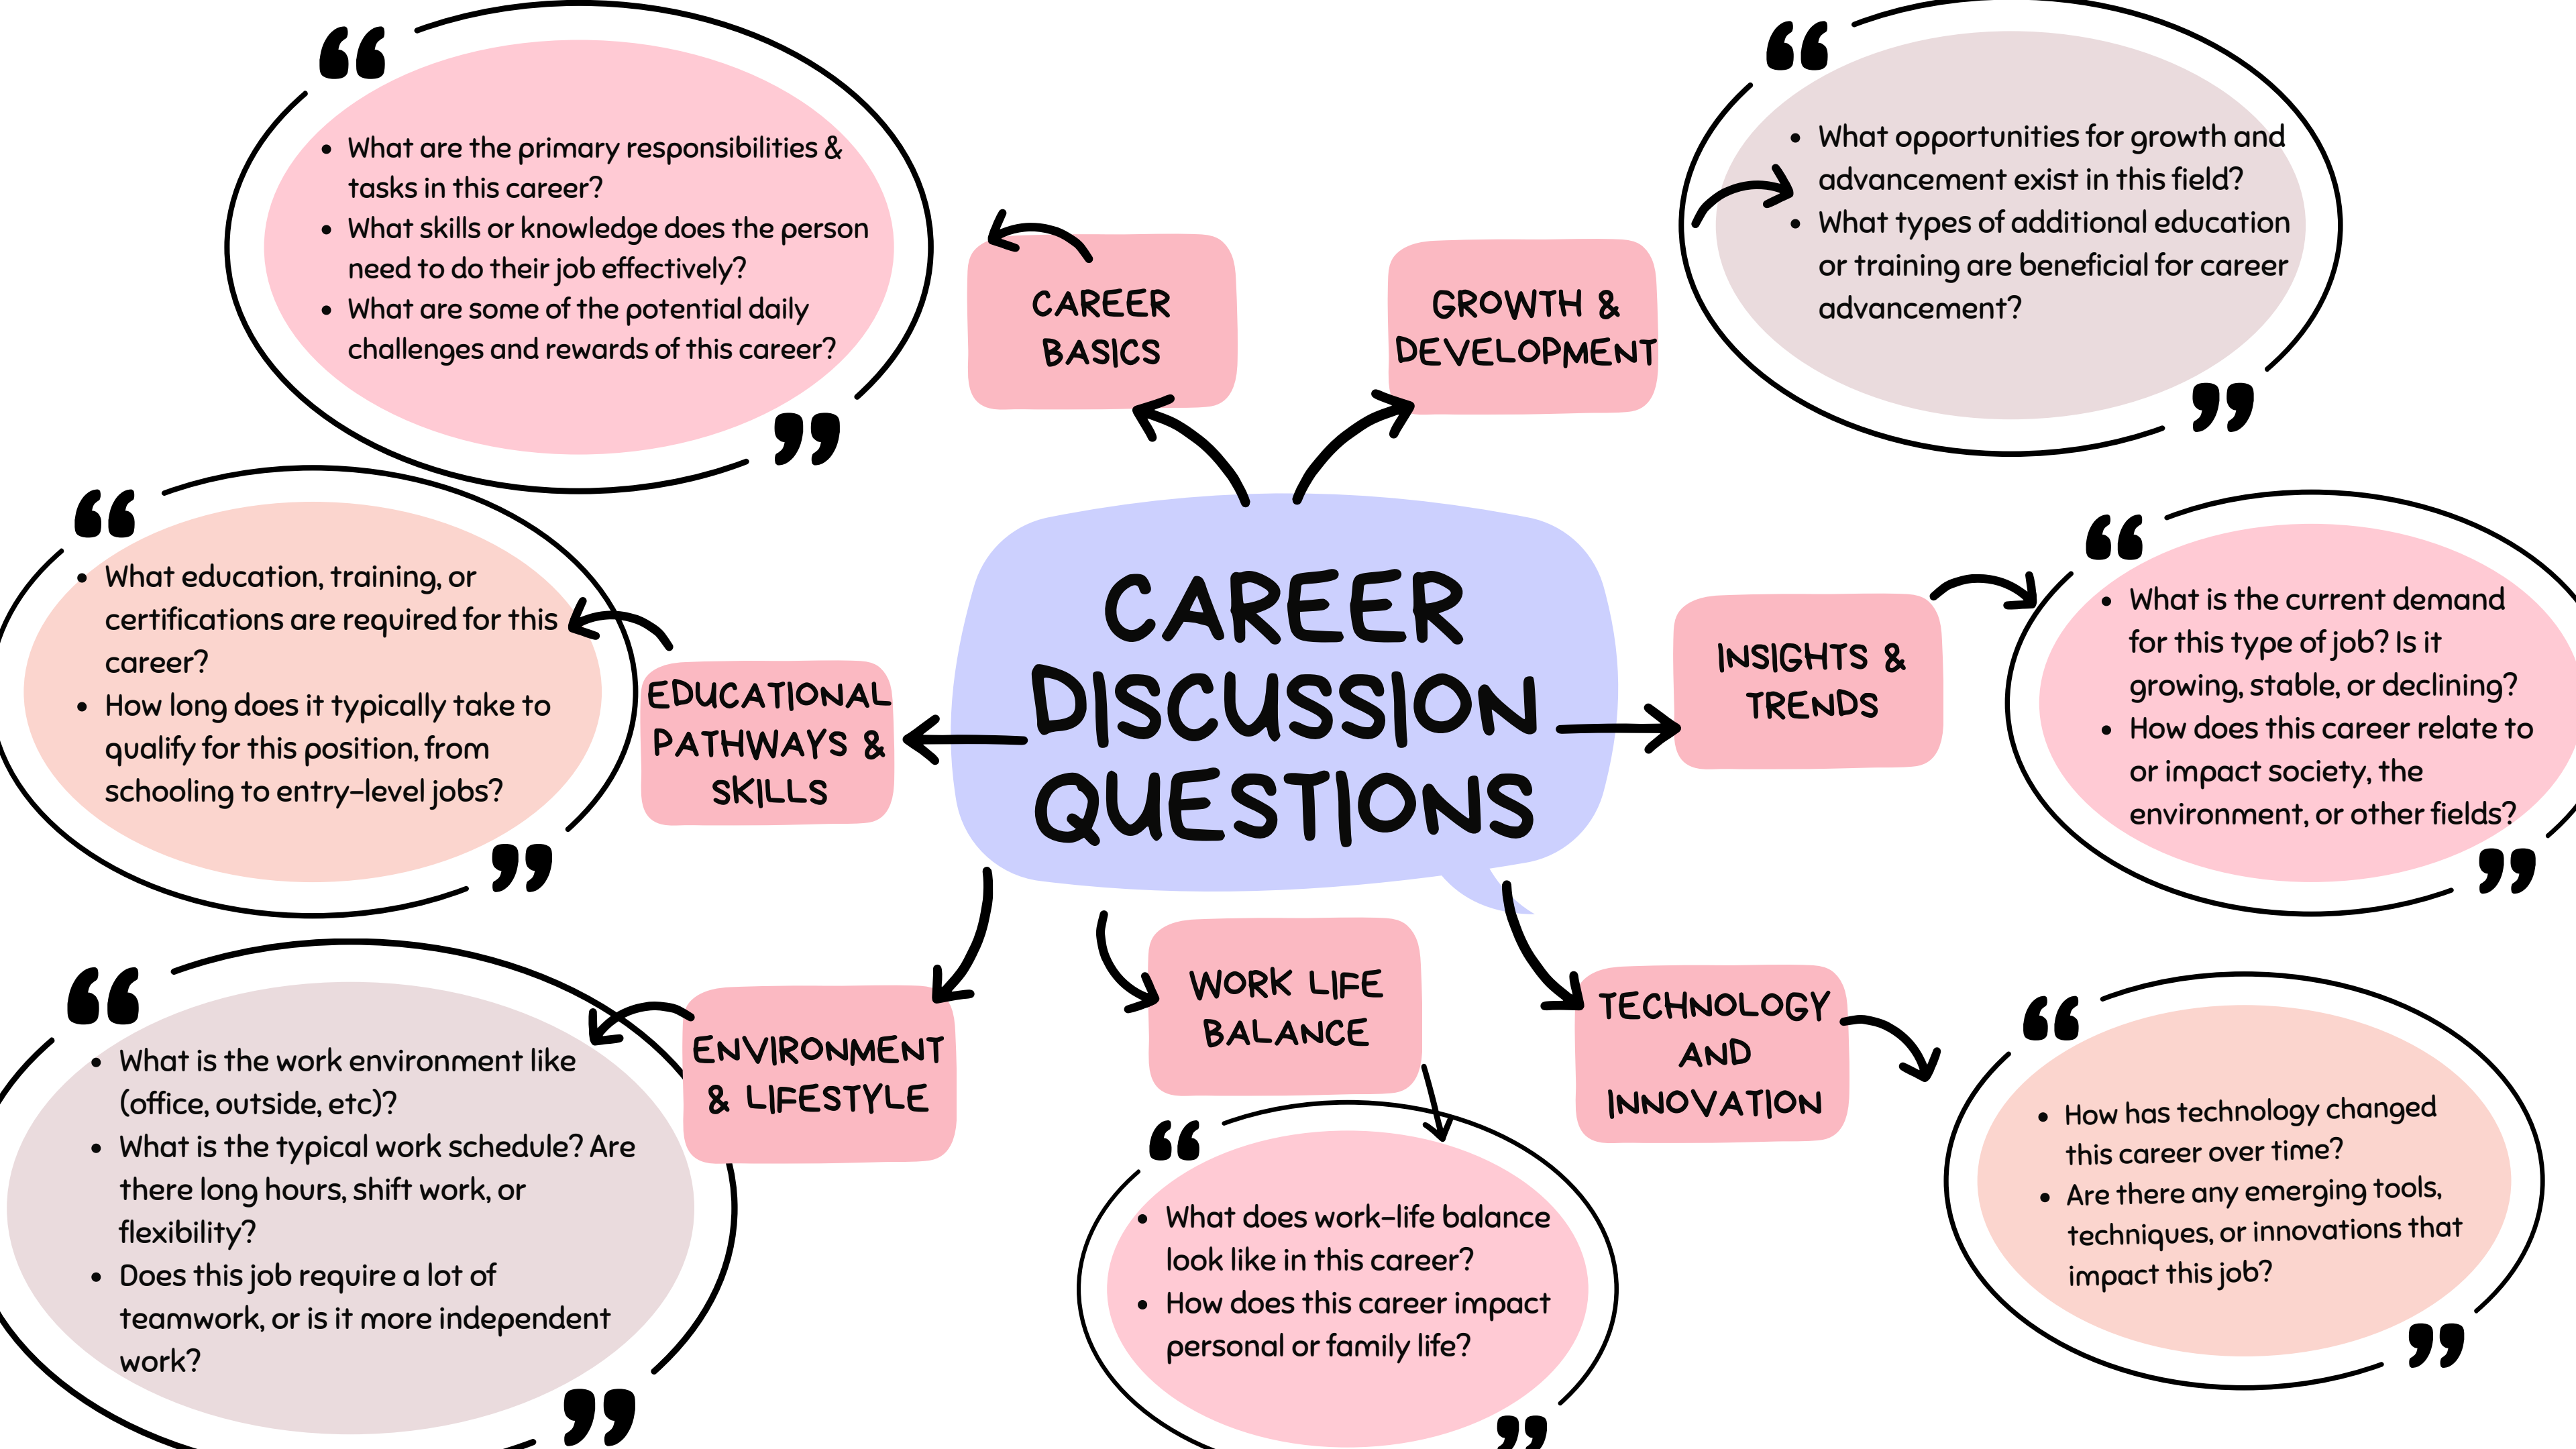 CAREER
DISCUSSION
QUESTIONS
CAREER
BASICS
• What are the primary responsibilities &
tasks in this career?
• What skills or knowledge does the person
need to do their job effectively?
• What are some of the potential daily
challenges and rewards of this career?
GROWTH &
DEVELOPMENT
• What opportunities for growth and
advancement exist in this field?
• What types of additional education
or training are beneficial for career
advancement?
EDUCATIONAL
PATHWAYS &
SKILLS
• What education, training, or
certifications are required for this
career?
• How long does it typically take to
qualify for this position, from
schooling to entry-level jobs?
INSIGHTS &
TRENDS
• What is the current demand
for this type of job? Is it
growing, stable, or declining?
• How does this career relate to
or impact society, the
environment, or other fields?
ENVIRONMENT
& LIFESTYLE
• What is the work environment like
(office, outside, etc)?
• What is the typical work schedule? Are
there long hours, shift work, or
flexibility?
• Does this job require a lot of
teamwork, or is it more independent
work?
WORK LIFE
BALANCE
• What does work-life balance
look like in this career?
• How does this career impact
personal or family life?
TECHNOLOGY
AND
INNOVATION
• How has technology changed
this career over time?
• Are there any emerging tools,
techniques, or innovations that
impact this job?